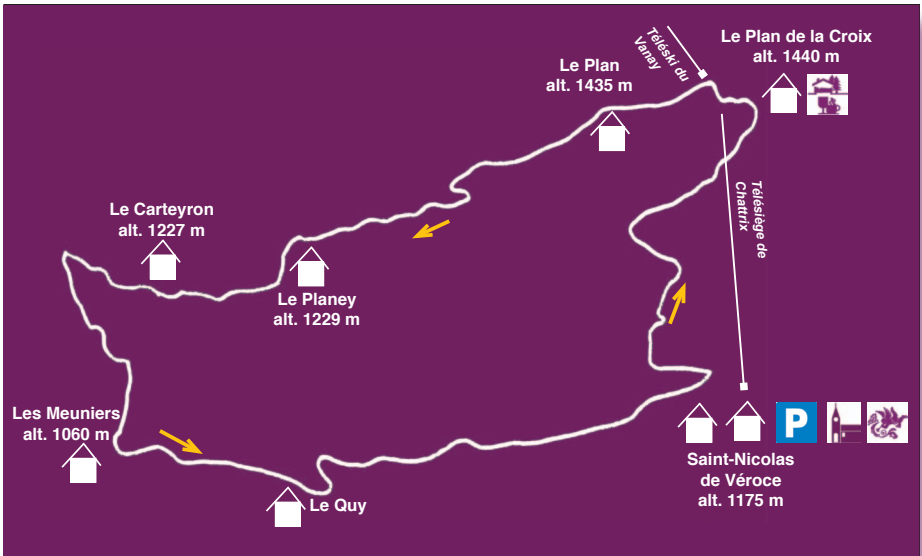 Téléski du
Vanay
Le Plan de la Croix
alt. 1440 m
Le Plan
alt. 1435 m
Télésiège de
Chattrix
Le Carteyron
alt. 1227 m
Le Planey
alt. 1229 m
Les Meuniers
alt. 1060 m
Le Quy
P
Saint-Nicolas
de Véroce
alt. 1175 m